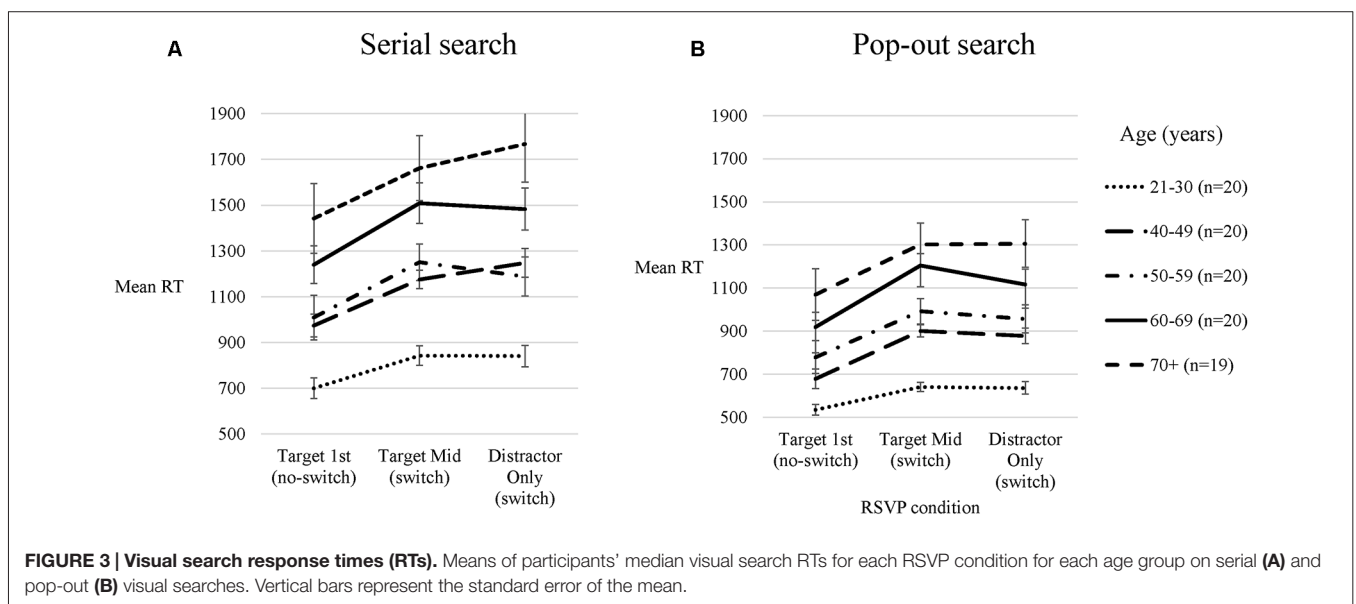 A
Serial search
1900
1700
1500
1300
1100
900
700
500
Mean RT
Target 1st
(no-switch)
Target Mid
(switch)
Distractor
Only
(switch)
B
Pop-out search
1900
1700
1500
1300
1100
900
700
500
Mean RT
Target 1st
(no-switch)
Target Mid
(switch)
Distractor
Only
(switch)
RSVP condition
Age (years)
21-30 (n=20)
40-49 (n=20)
50-59 (n=20)
60-69 (n=20)
70+ (n=19)
FIGURE 3 | Visual search response times (RTs). Means of participants’ median visual search RTs for each RSVP condition for each age group on serial (A) and
pop-out (B) visual searches. Vertical bars represent the standard error of the mean.